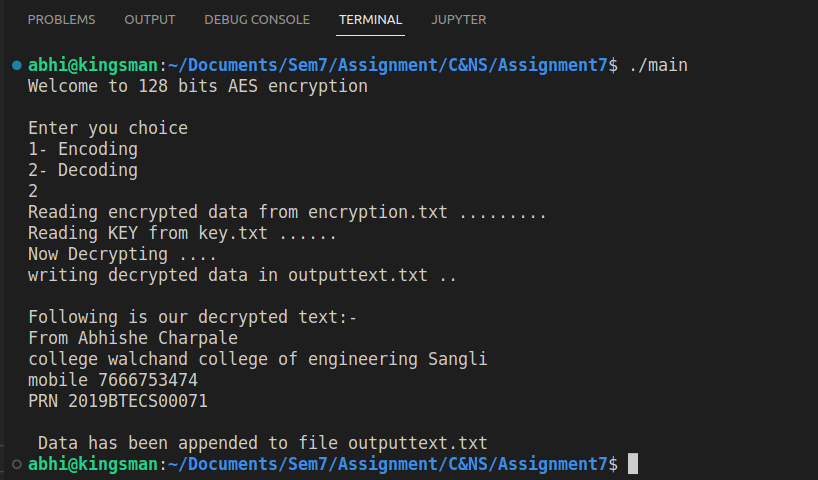 PROBLEMS OUTPUT DEBUG CONSOLE TERMINAL JUPYTER
abhi@kingsman:~/Documents/Sem7/Assignment/C&NS/Assignment7$ ./main
Welcome to 128 bits AES encryption
Enter you choice
1- Encoding
2- Decoding
2
Reading encrypted data from encryption.txt .........
Reading KEY from key.txt ......
Now Decrypting ....
writing decrypted data in outputtext.txt ..
Following is our decrypted text:-
From Abhishe Charpale
college walchand college of engineering Sangli
mobile 7666753474
PRN 2019BTECS00071
Data has been appended to file outputtext.txt
abhi@kingsman:~/Documents/Sem7/Assignment/C&NS/Assignment7$